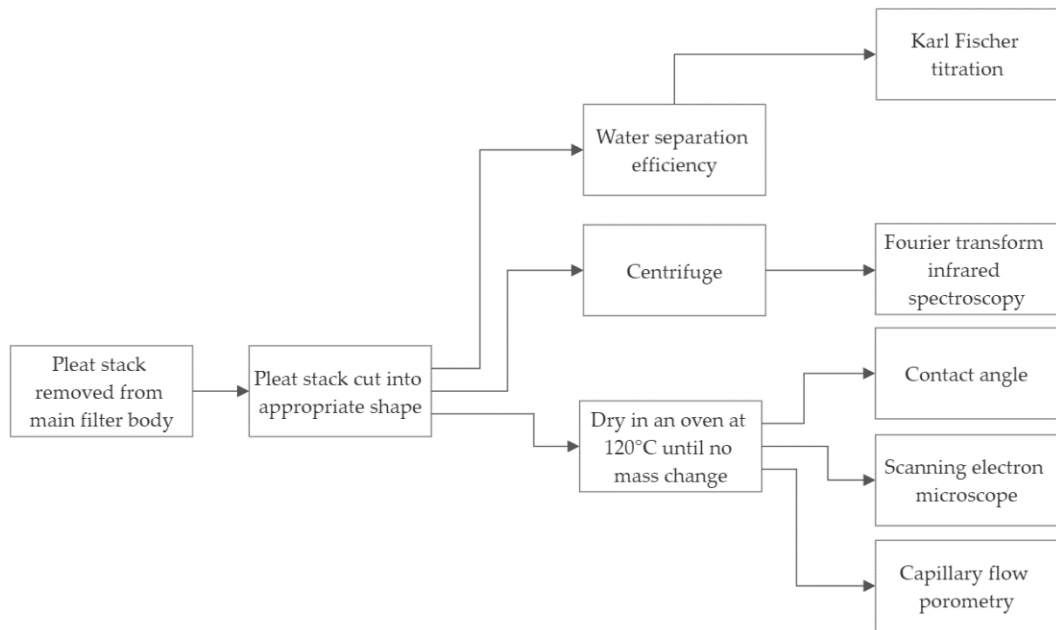 Karl Fischer
titration
Water separation
efficiency
Centrifuge
Fourier transform
infrared
spectroscopy
Pleat stack
removed from
main filter body
Pleat stack cut into
appropriate shape
Contact angle
Dry in an oven at
120°C until no
mass change
Scanning electron
microscope
Capillary flow
porometry